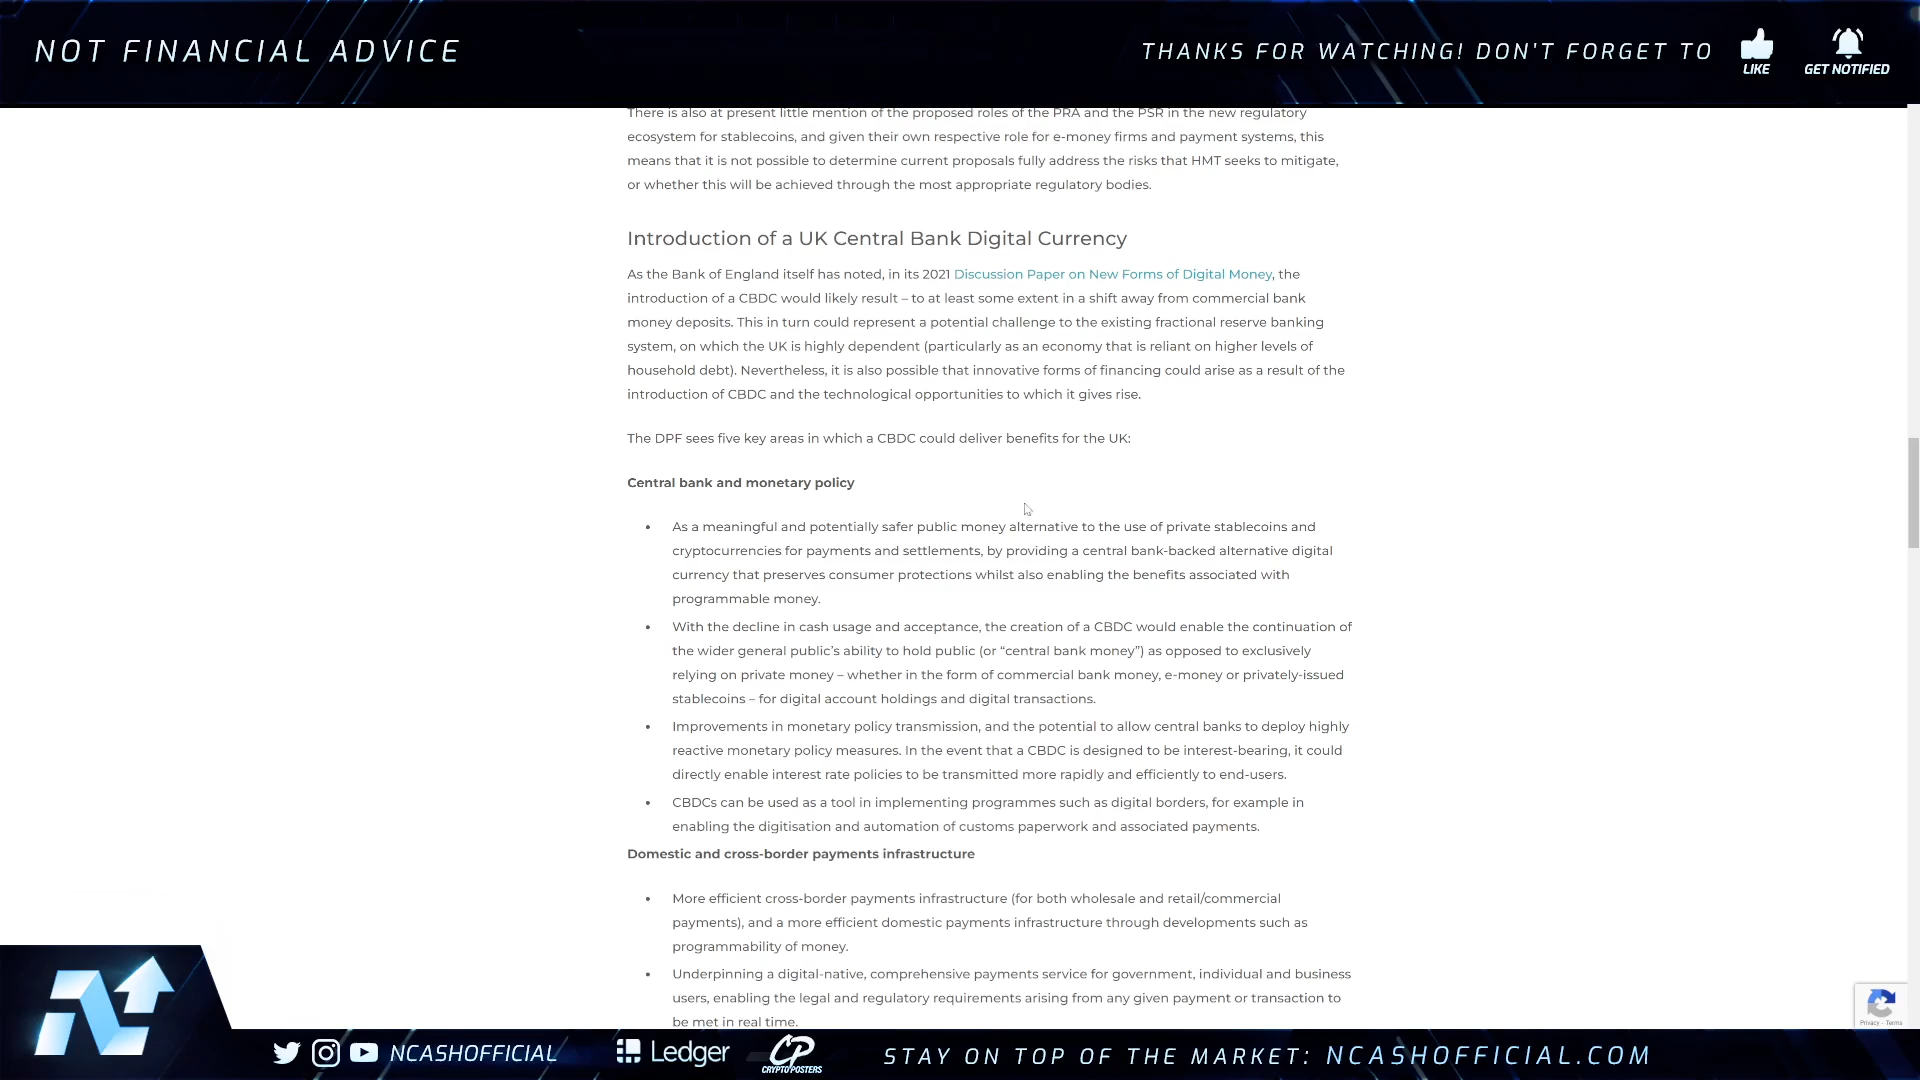 NOT FINANCIAL ADVICE
THANKS FOR WATCHING! DON'T FORGET TO
LIKE
GET NOTIFIED
There is also at present little mention of the proposed roles of the PRA and the PSR in the new regulatory
ecosystem for stablecoins, and given their own respective role for e-money firms and payment systems, this
means that it is not possible to determine current proposals fully address the risks that HMT seeks to mitigate,
or whether this will be achieved through the most appropriate regulatory bodies.
Introduction of a UK Central Bank Digital Currency
As the Bank of England itself has noted, in its 2021 Discussion Paper on New Forms of Digital Money, the
introduction of a CBDC would likely result – to at least some extent in a shift away from commercial bank
money deposits. This in turn could represent a potential challenge to the existing fractional reserve banking
system, on which the UK is highly dependent (particularly as an economy that is reliant on higher levels of
household debt). Nevertheless, it is also possible that innovative forms of financing could arise as a result of the
introduction of CBDC and the technological opportunities to which it gives rise.
The DPF sees five key areas in which a CBDC could deliver benefits for the UK:
Central bank and monetary policy
• As a meaningful and potentially safer public money alternative to the use of private stablecoins and
cryptocurrencies for payments and settlements, by providing a central bank-backed alternative digital
currency that preserves consumer protections whilst also enabling the benefits associated with
programmable money.
• With the decline in cash usage and acceptance, the creation of a CBDC would enable the continuation of
the wider general public's ability to hold public (or “central bank money”) as opposed to exclusively
relying on private money – whether in the form of commercial bank money, e-money or privately-issued
stablecoins – for digital account holdings and digital transactions.
• Improvements in monetary policy transmission, and the potential to allow central banks to deploy highly
reactive monetary policy measures. In the event that a CBDC is designed to be interest-bearing, it could
directly enable interest rate policies to be transmitted more rapidly and efficiently to end-users.
• CBDCs can be used as a tool in implementing programmes such as digital borders, for example in
enabling the digitisation and automation of customs paperwork and associated payments.
Domestic and cross-border payments infrastructure
• More efficient cross-border payments infrastructure (for both wholesale and retail/commercial
payments), and a more efficient domestic payments infrastructure through developments such as
programmability of money.
• Underpinning a digital-native, comprehensive payments service for government, individual and business
users, enabling the legal and regulatory requirements arising from any given payment or transaction to
be met in real time.
Privacy - Terms
NCASHOFFICIAL
Ledger
CP
CRYPTOPOSTERS
STAY ON TOP OF THE MARKET: NCASHOFFICIAL.COM